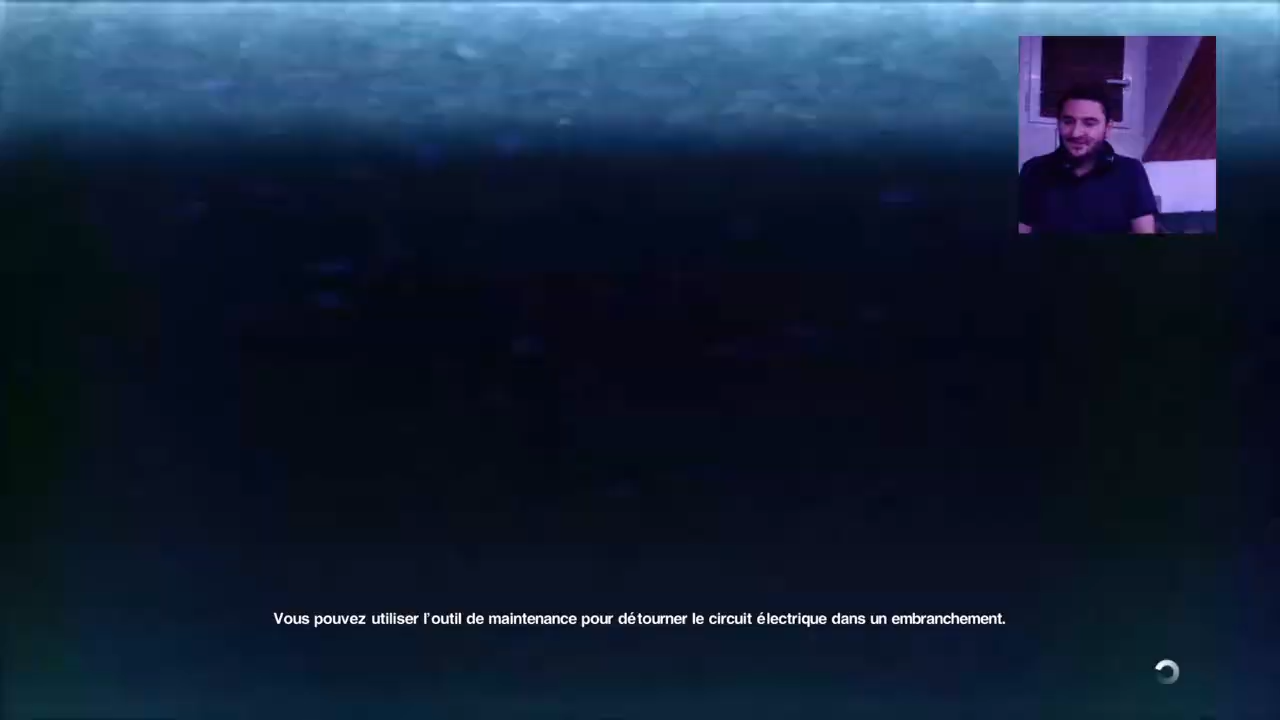 Vous pouvez utiliser l'outil de maintenance pour détourner le circuit électrique dans un embranchement.